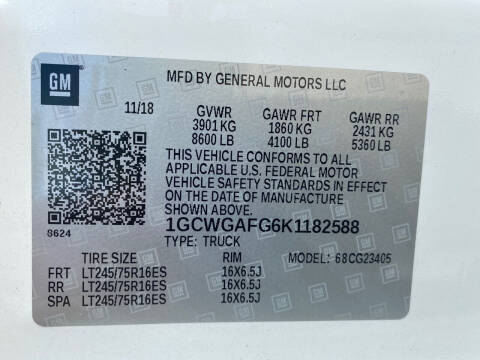 GM
MFD BY GENERAL MOTORS LLC
11/18 GVWR GAWR FRT GAWR RR
3901 KG 1860 KG 2431 KG
8600 LB 4100 LB 5360 LB
THIS VEHICLE CONFORMS TO ALL
APPLICABLE U.S. FEDERAL MOTOR
VEHICLE SAFETY STANDARDS IN EFFECT
ON THE DATE OF MANUFACTURE
8624
1GCWGAFG6K1182588
TYPE: TRUCK
TIRE SIZE RIM MODEL: 68CG23405
FRT LT245/75R16ES 16X6.5J
RR LT245/75R16ES 16X6.5J
SPA LT245/75R16ES 16X6.5J